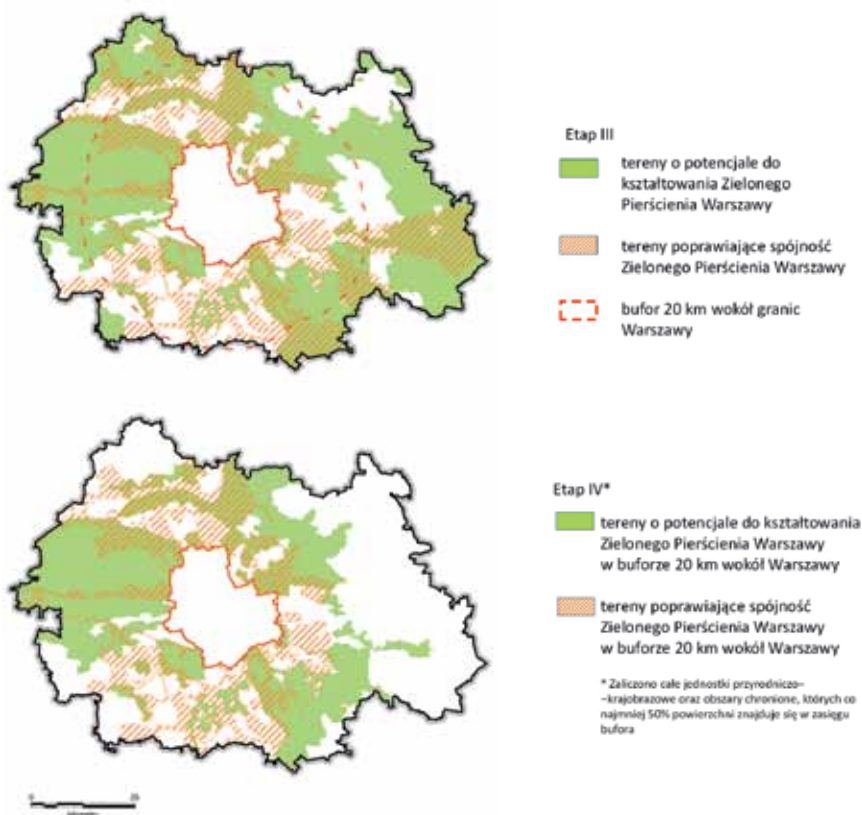 Etap III
tereny o potencjale do
kształtowania Zielonego
Pierścienia Warszawy
tereny poprawiające spójność
Zielonego Pierścienia Warszawy
bufor 20 km wokół granic
Warszawy
Etap IV*
tereny o potencjale do kształtowania
Zielonego Pierścienia Warszawy
w buforze 20 km wokół Warszawy
tereny poprawiające spójność
Zielonego Pierścienia Warszawy
w buforze 20 km wokół Warszawy
* Zaliczono całe jednostki przyrodniczo–
–krajobrazowe oraz obszary chronione, których co
najmniej 50% powierzchni znajduje się w zasięgu
bufora